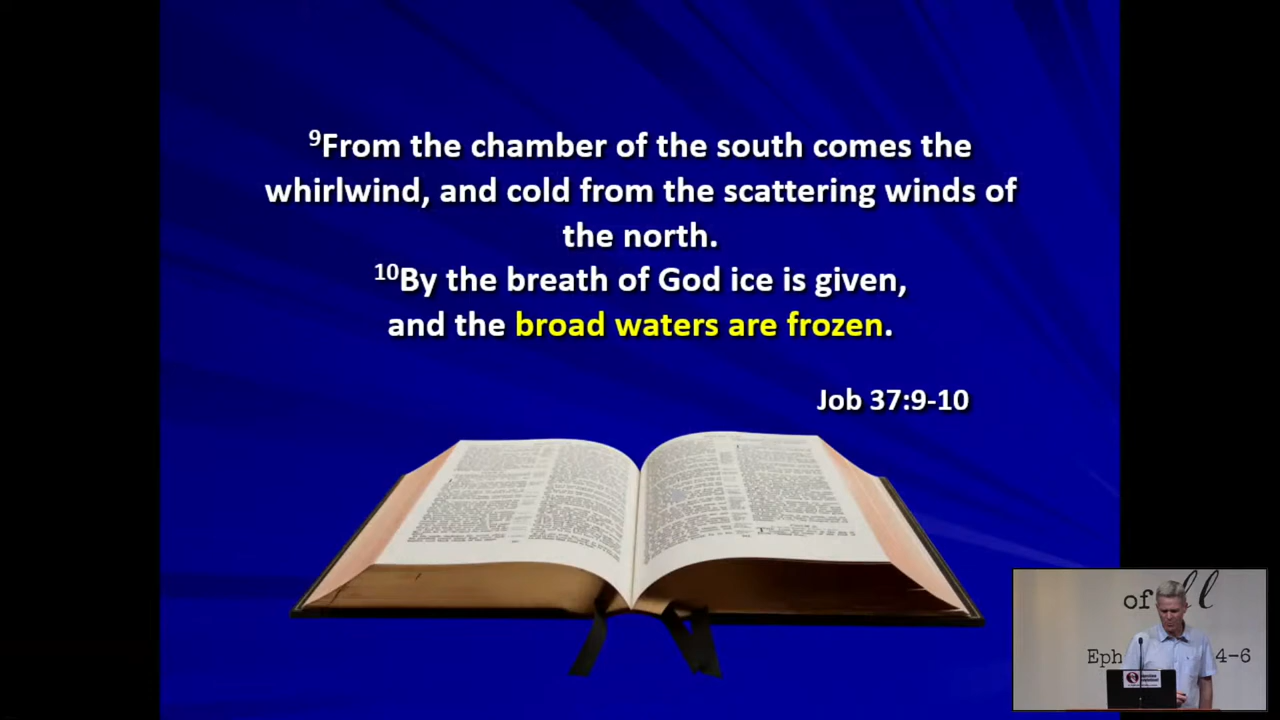 9From the chamber of the south comes the
whirlwind, and cold from the scattering winds of
the north.
10By the breath of God ice is given,
and the broad waters are frozen.
Job 37:9-10
of all
Eph
4-6